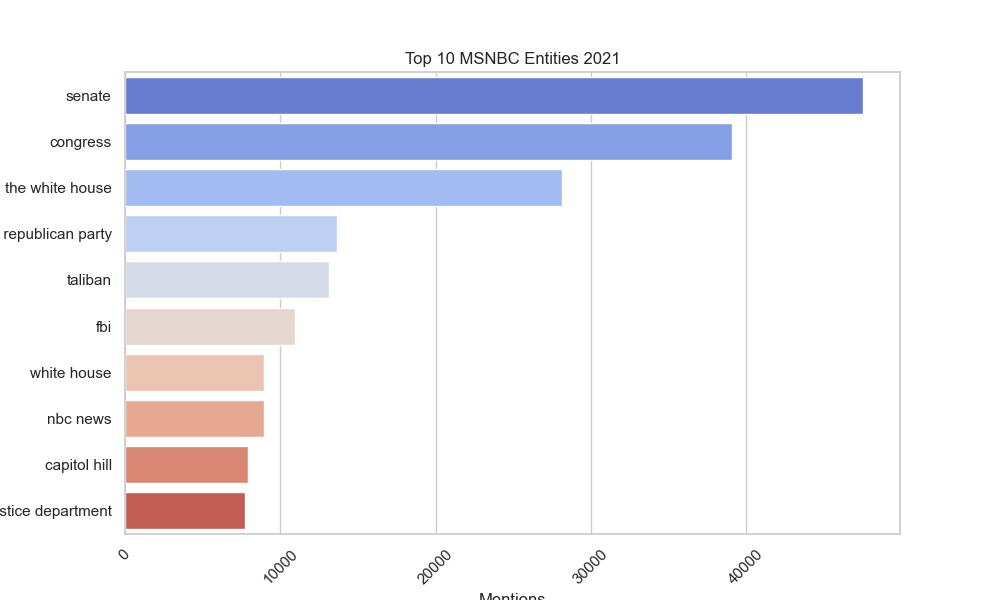 Top 10 MSNBC Entities 2021
senate
congress
the white house
republican party
taliban
fbi
white house
nbc news
capitol hill
stice department
0
10000
20000
30000
40000
Mentions